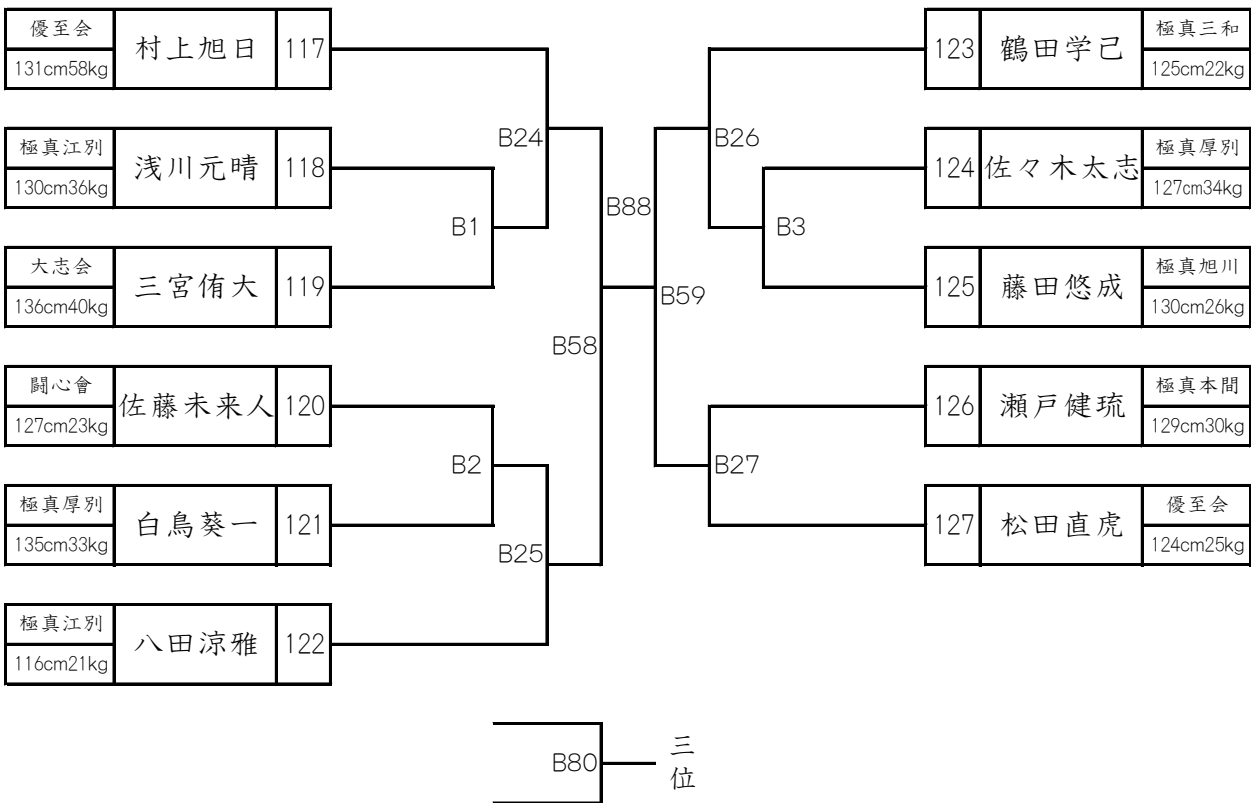 優至会
131cm58kg
村上旭日
117
極真江別
130cm36kg
浅川元晴
118
大志会
136cm40kg
三宮侑大
119
闘心會
127cm23kg
佐藤未来人
120
極真厚別
135cm33kg
白鳥葵一
121
極真江別
116cm21kg
八田涼雅
122
B24
B1
B58
B2
B25
B88
B59
B26
B3
B27
123
鶴田学己
極真三和
125cm22kg
124
佐々木太志
極真厚別
127cm34kg
125
藤田悠成
極真旭川
130cm26kg
126
瀬戸健琉
極真本間
129cm30kg
127
松田直虎
優至会
124cm25kg
B80
三位